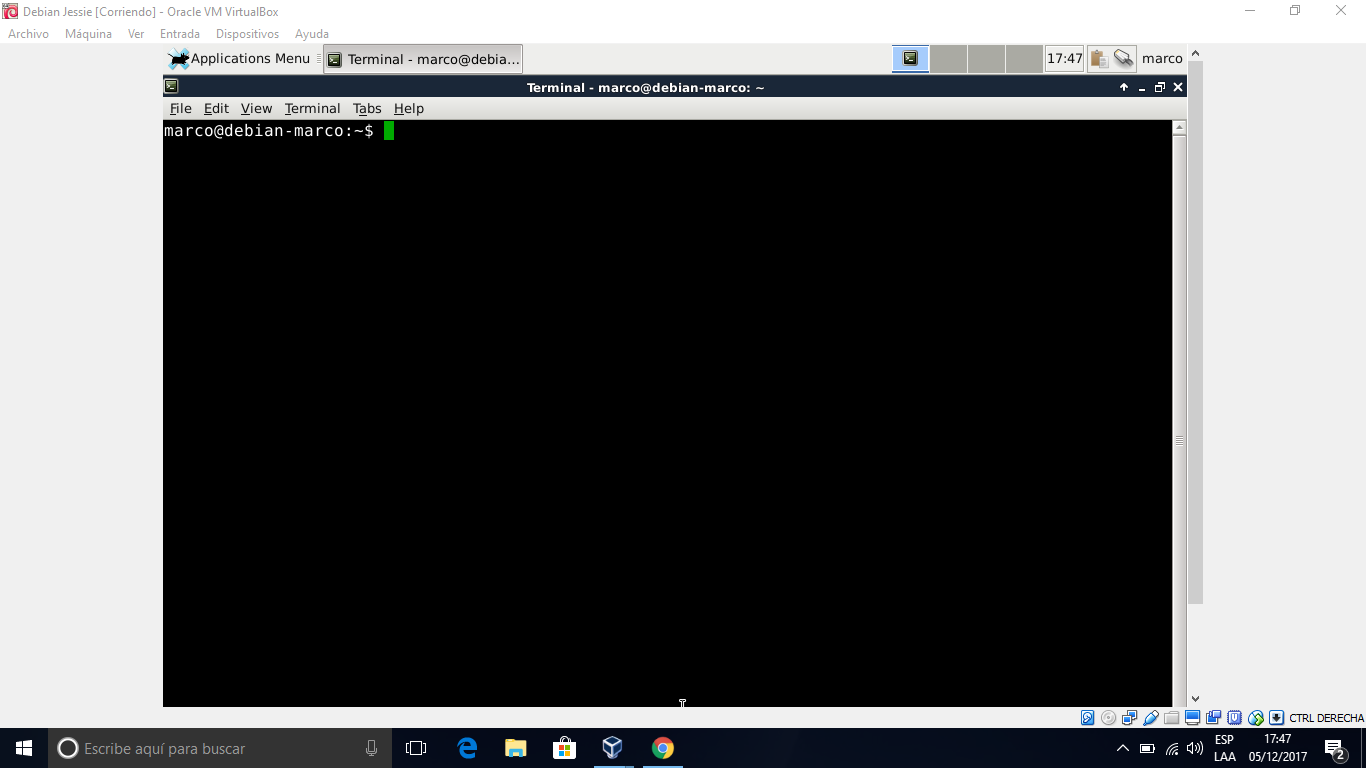 Debian Jessie [Corriendo] - Oracle VM VirtualBox
Archivo Máquina Ver Entrada Dispositivos Ayuda
Applications Menu Terminal - marco@debia... 17:47 marco
Terminal - marco@debian-marco: ~
File Edit View Terminal Tabs Help
marco@debian-marco:~$
CTRL DERECHA
Escribe aquí para buscar
ESP
LAA
17:47
05/12/2017
2